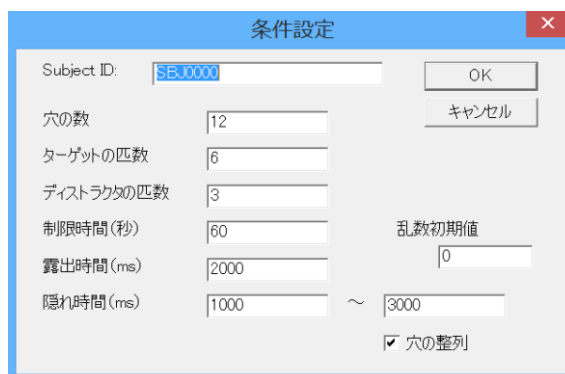 条件設定
Subject ID: SBJ0000
OK
キャンセル
穴の数 12
ターゲットの匹数 6
ディストラクタの匹数 3
制限時間(秒) 60
乱数初期値
0
露出時間(ms) 2000
隠れ時間(ms) 1000 ～ 3000
穴の整列